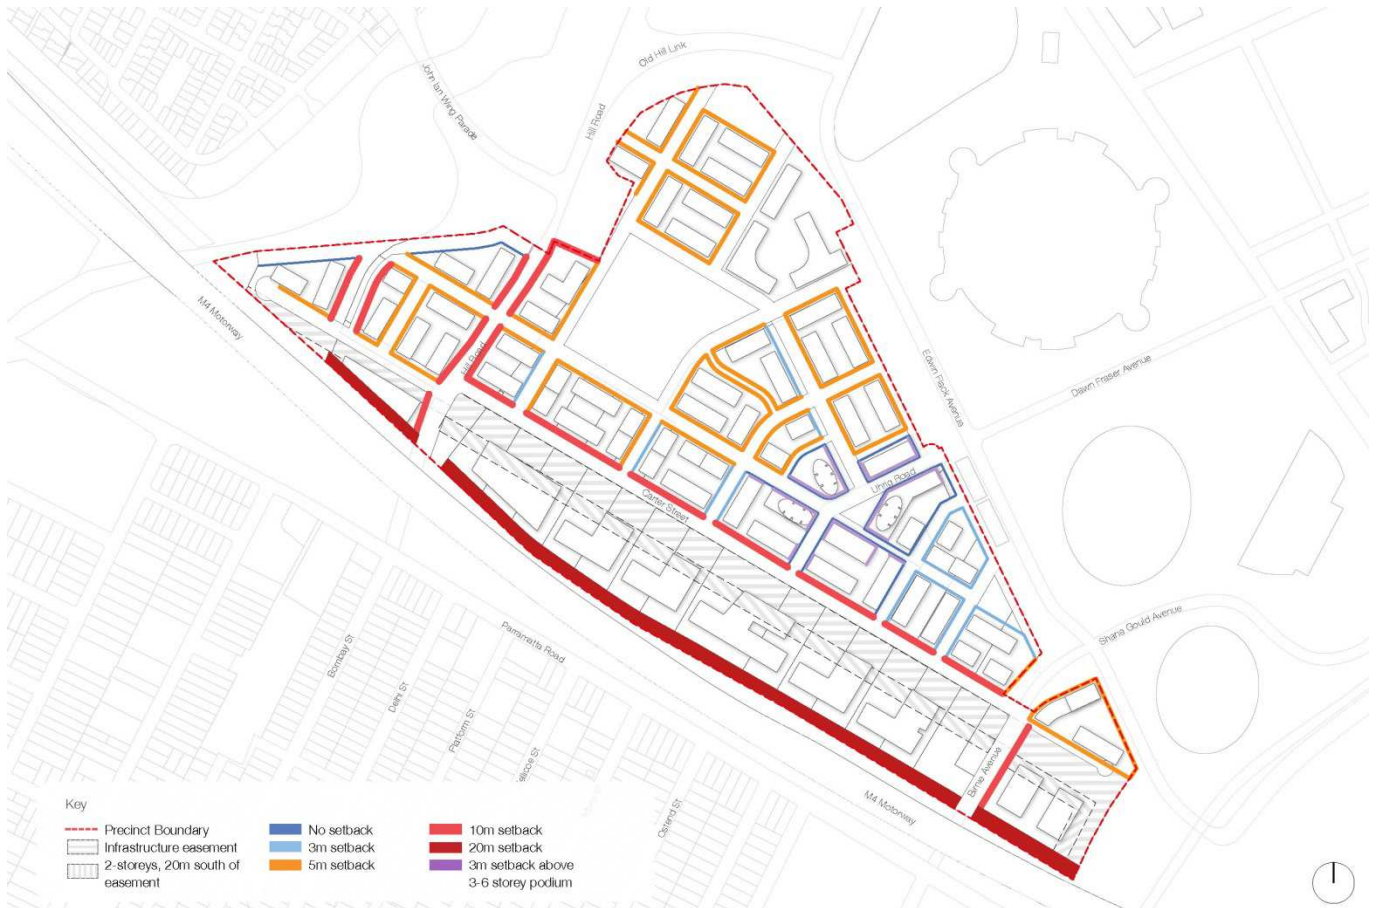 Old Hill Link
John Ian Wing Parade
Hill Road
M4 Motorway
Hill Road
Edwin Flack Avenue
Dawn Fraser Avenue
Uhrig Road
Carter Street
Shane Gould Avenue
Parramatta Road
Bombay St
Delhi St
Platform St
ellicoe St
Ostend St
Birnie Avenue
M4 Motorway
Key
Precinct Boundary
Infrastructure easement
2-storeys, 20m south of
easement
No setback
3m setback
5m setback
10m setback
20m setback
3m setback above
3-6 storey podium